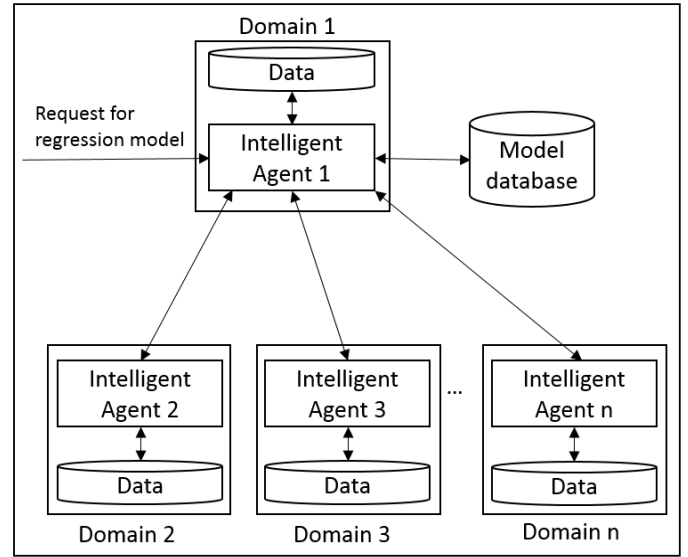 Domain 1
Data
Request for
regression model
Intelligent
Agent 1
Model
database
Intelligent
Agent 2
Data
Domain 2
Intelligent
Agent 3
Data
Domain 3
...
Intelligent
Agent n
Data
Domain n